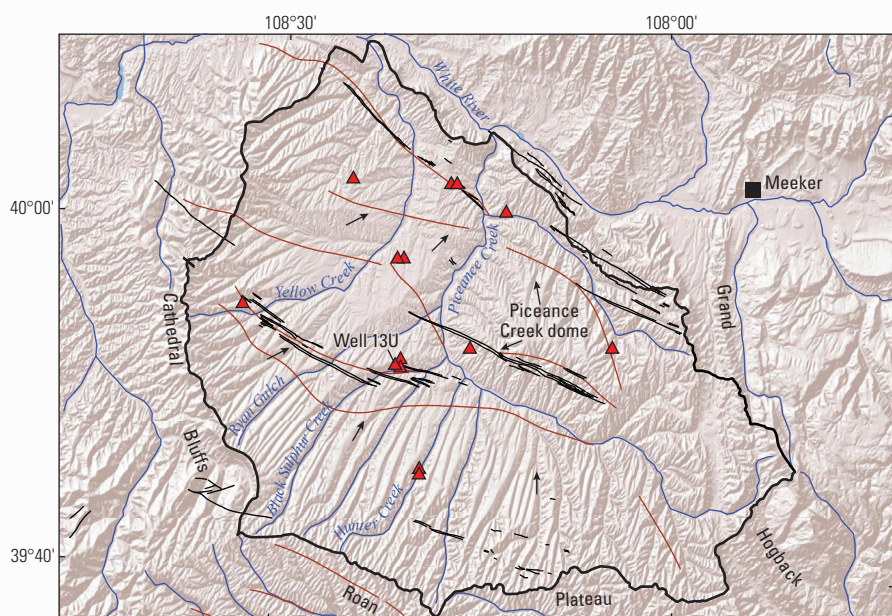 108°30'
108°00'
White River
Meeker
40°00'
Piceance Creek
Yellow Creek
Cathedral
Bluffs
Grand
Hogback
Piceance
Creek dome
Well 13U
Ryan Gulch
Black Sulphur Creek
Hunter Creek
39°40'
Roan
Plateau